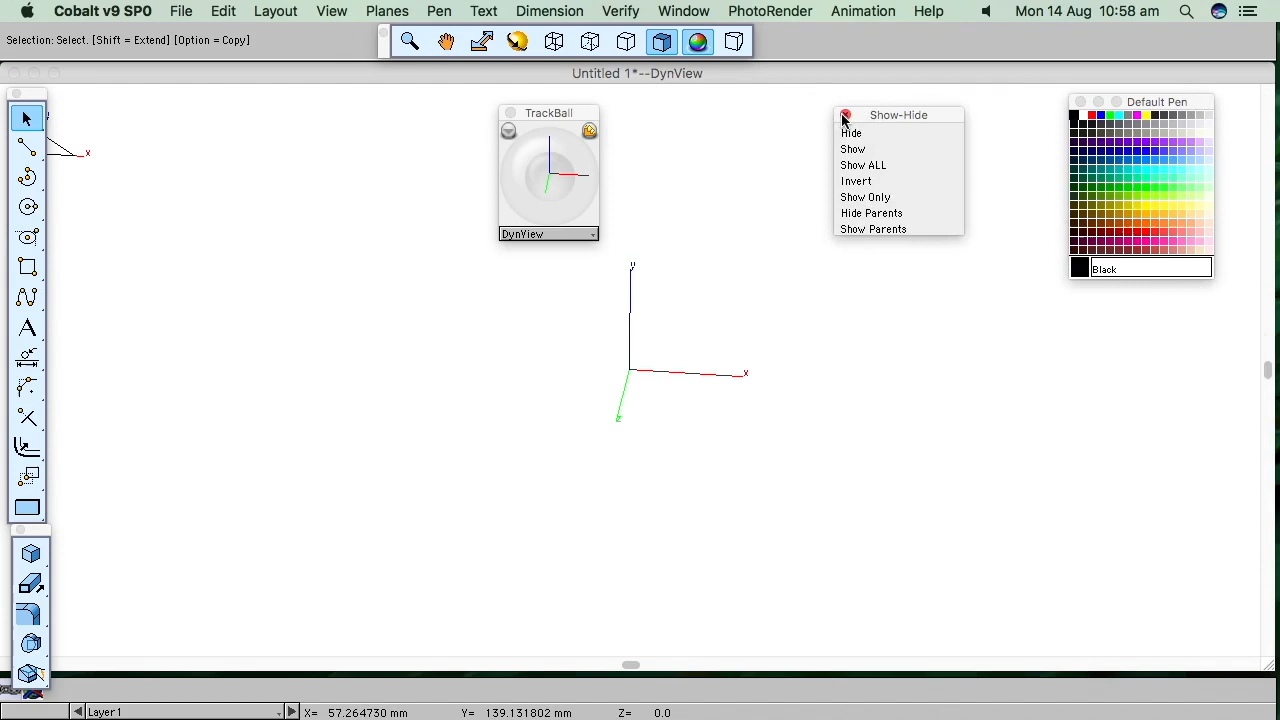 Cobalt v9 SP0 File Edit Layout View Planes Pen Text Dimension Verify Window PhotoRender Animation Help Mon 14 Aug 10:58 am
Selection: Select. [Shift = Extend] [Option = Copy]
Untitled 1*--DynView
Default Pen
TrackBall
Show-Hide
Hide
Show
Show ALL
Invert
Show Only
Hide Parents
Show Parents
DynView
Black
x
y
x
z
Layer1
X= 57.264730 mm Y= 139.131802 mm Z= 0.0